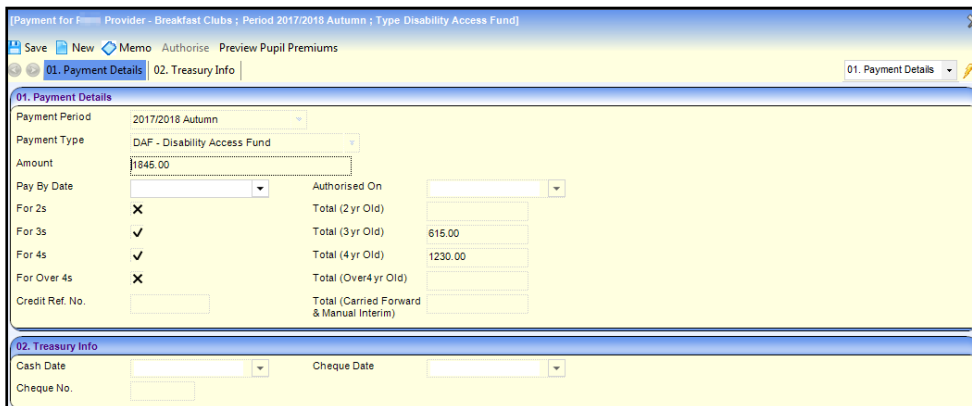 [Payment for Provider - Breakfast Clubs ; Period 2017/2018 Autumn ; Type Disability Access Fund]
Save New Memo Authorise Preview Pupil Premiums
01. Payment Details 02. Treasury Info 01. Payment Details
01. Payment Details
Payment Period 2017/2018 Autumn
Payment Type DAF - Disability Access Fund
Amount 1845.00
Pay By Date Authorised On
For 2s Total (2 yr Old)
For 3s Total (3 yr Old) 615.00
For 4s Total (4 yr Old) 1230.00
For Over 4s Total (Over4 yr Old)
Credit Ref. No. Total (Carried Forward
& Manual Interim)
02. Treasury Info
Cash Date Cheque Date
Cheque No.